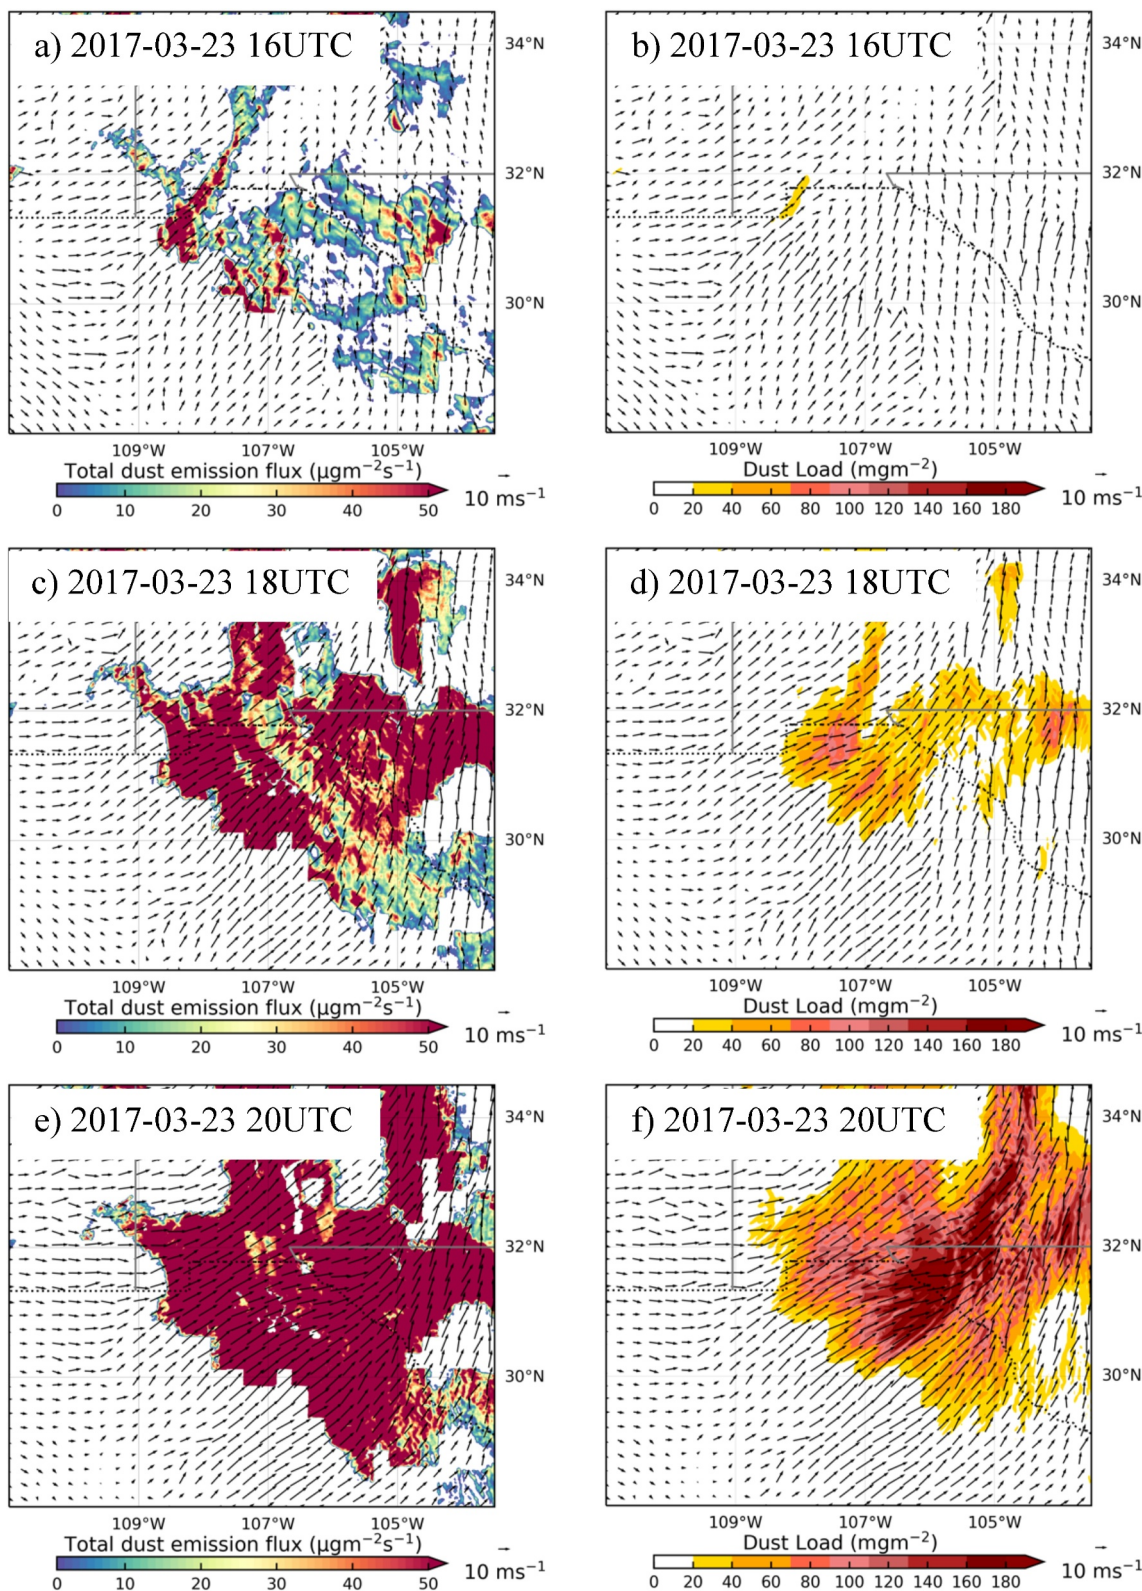 a) 2017-03-23 16UTC
34°N
32°N
30°N
109°W 107°W 105°W
Total dust emission flux (μgm⁻²s⁻¹)
0 10 20 30 40 50
10 ms⁻¹
b) 2017-03-23 16UTC
34°N
32°N
30°N
109°W 107°W 105°W
Dust Load (mgm⁻²)
0 20 40 60 80 100 120 140 160 180
10 ms⁻¹
c) 2017-03-23 18UTC
34°N
32°N
30°N
109°W 107°W 105°W
Total dust emission flux (μgm⁻²s⁻¹)
0 10 20 30 40 50
10 ms⁻¹
d) 2017-03-23 18UTC
34°N
32°N
30°N
109°W 107°W 105°W
Dust Load (mgm⁻²)
0 20 40 60 80 100 120 140 160 180
10 ms⁻¹
e) 2017-03-23 20UTC
34°N
32°N
30°N
109°W 107°W 105°W
Total dust emission flux (μgm⁻²s⁻¹)
0 10 20 30 40 50
10 ms⁻¹
f) 2017-03-23 20UTC
34°N
32°N
30°N
109°W 107°W 105°W
Dust Load (mgm⁻²)
0 20 40 60 80 100 120 140 160 180
10 ms⁻¹